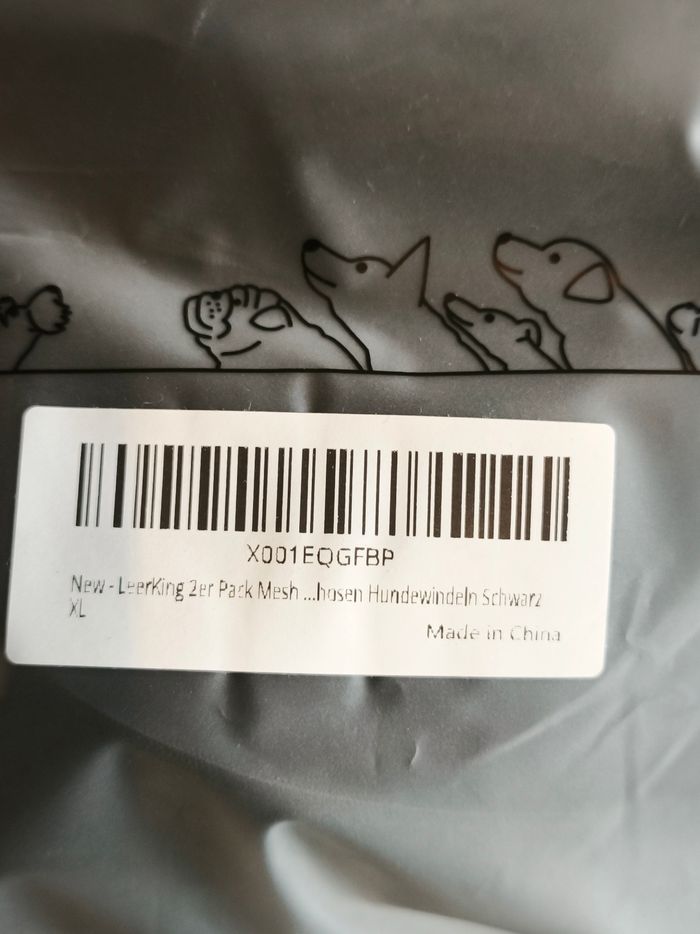 X001EQGFBP
New - LeerKing 2er Pack Mesh ...hosen Hundewindeln Schwarz
XL
Made in China